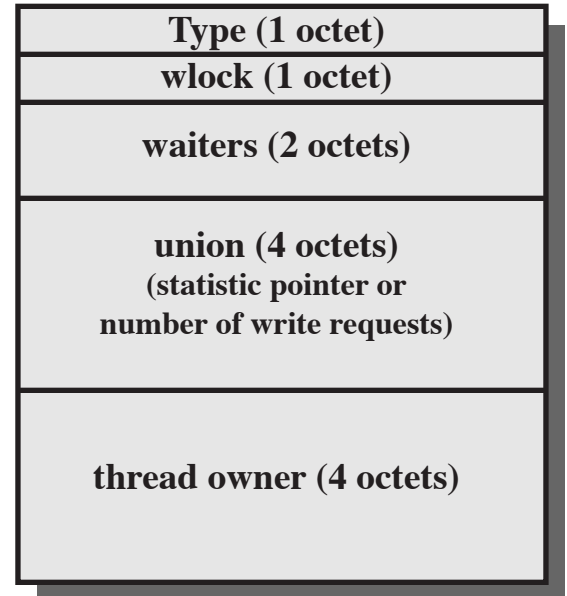 Type (1 octet)
wlock (1 octet)
waiters (2 octets)
union (4 octets)
(statistic pointer or
number of write requests)
thread owner (4 octets)